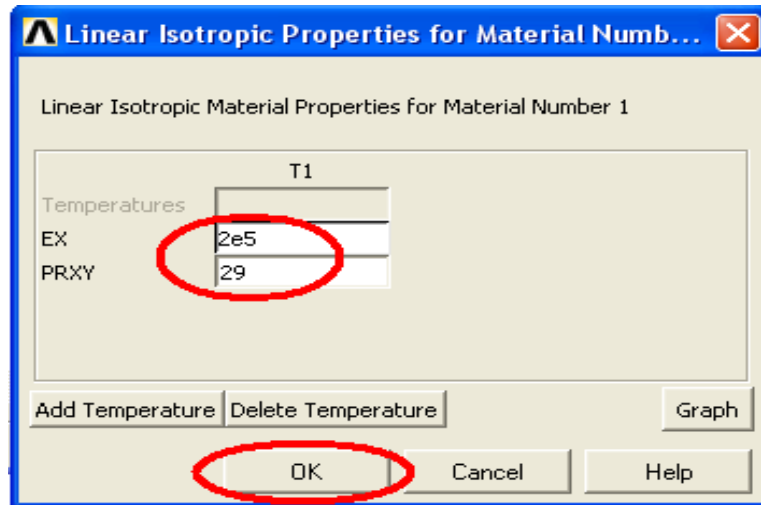 Linear Isotropic Properties for Material Numb...
Linear Isotropic Material Properties for Material Number 1
T1
Temperatures
EX 2e5
PRXY 29
Add Temperature Delete Temperature Graph
OK Cancel Help